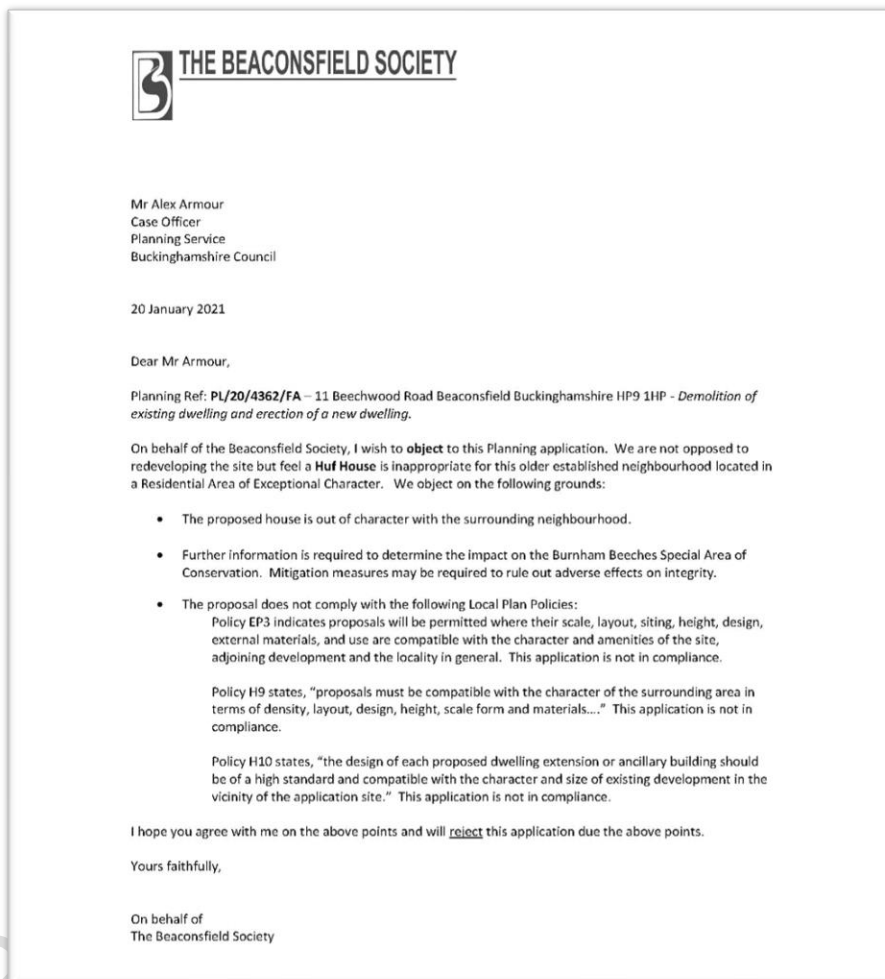 THE BEACONSFIELD SOCIETY
Mr Alex Armour
Case Officer
Planning Service
Buckinghamshire Council
20 January 2021
Dear Mr Armour,
Planning Ref: PL/20/4362/FA – 11 Beechwood Road Beaconsfield Buckinghamshire HP9 1HP - Demolition of
existing dwelling and erection of a new dwelling.
On behalf of the Beaconsfield Society, I wish to object to this Planning application. We are not opposed to
redeveloping the site but feel a Huf House is inappropriate for this older established neighbourhood located in
a Residential Area of Exceptional Character. We object on the following grounds:
• The proposed house is out of character with the surrounding neighbourhood.
• Further information is required to determine the impact on the Burnham Beeches Special Area of
Conservation. Mitigation measures may be required to rule out adverse effects on integrity.
• The proposal does not comply with the following Local Plan Policies:
Policy EP3 indicates proposals will be permitted where their scale, layout, siting, height, design,
external materials, and use are compatible with the character and amenities of the site,
adjoining development and the locality in general. This application is not in compliance.
Policy H9 states, “proposals must be compatible with the character of the surrounding area in
terms of density, layout, design, height, scale form and materials....” This application is not in
compliance.
Policy H10 states, “the design of each proposed dwelling extension or ancillary building should
be of a high standard and compatible with the character and size of existing development in the
vicinity of the application site.” This application is not in compliance.
I hope you agree with me on the above points and will reject this application due the above points.
Yours faithfully,
On behalf of
The Beaconsfield Society